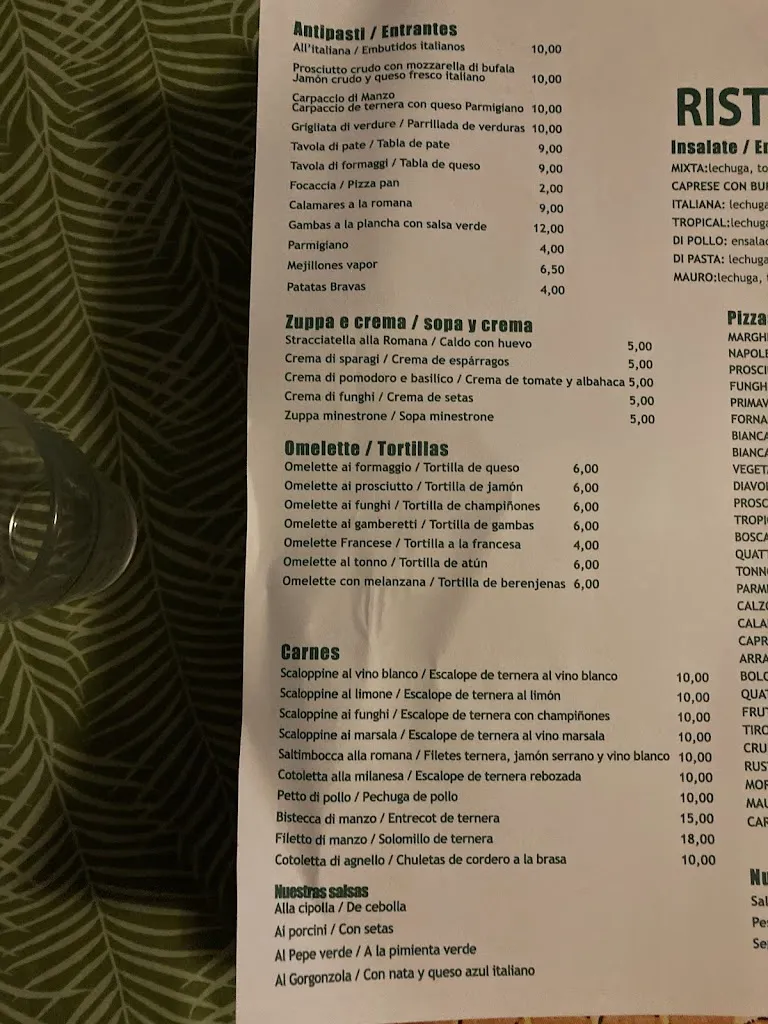 Antipasti / Entrantes
All'italiana / Embutidos italianos 10,00
Prosciutto crudo con mozzarella di bufala
Jamón crudo y queso fresco italiano 10,00
Carpaccio di Manzo
Carpaccio de ternera con queso Parmigiano 10,00
Grigliata di verdure / Parrillada de verduras 10,00
Tavola di pate / Tabla de pate 9,00
Tavola di formaggi / Tabla de queso 9,00
Focaccia / Pizza pan 2,00
Calamares a la romana 9,00
Gambas a la plancha con salsa verde 12,00
Parmigiano 4,00
Mejillones vapor 6,50
Patatas Bravas 4,00
Zuppa e crema / sopa y crema
Stracciatella alla Romana / Caldo con huevo 5,00
Crema di sparagi / Crema de espárragos 5,00
Crema di pomodoro e basilico / Crema de tomate y albahaca 5,00
Crema di funghi / Crema de setas 5,00
Zuppa minestrone / Sopa minestrone 5,00
Omelette / Tortillas
Omelette ai formaggio / Tortilla de queso 6,00
Omelette ai prosciutto / Tortilla de jamón 6,00
Omelette ai funghi / Tortilla de champiñones 6,00
Omelette ai gamberetti / Tortilla de gambas 6,00
Omelette Francese / Tortilla a la francesa 4,00
Omelette al tonno / Tortilla de atún 6,00
Omelette con melanzana / Tortilla de berenjenas 6,00
Carnes
Scaloppine al vino blanco / Escalope de ternera al vino blanco 10,00
Scaloppine al limone / Escalope de ternera al limón 10,00
Scaloppine ai funghi / Escalope de ternera con champiñones 10,00
Scaloppine ai marsala / Escalope de ternera al vino marsala 10,00
Saltimbocca alla romana / Filetes ternera, jamón serrano y vino blanco 10,00
Cotoletta alla milanesa / Escalope de ternera rebozada 10,00
Petto di pollo / Pechuga de pollo 10,00
Bistecca di manzo / Entrecot de ternera 15,00
Filetto di manzo / Solomillo de ternera 18,00
Cotoletta di agnello / Chuletas de cordero a la brasa 10,00
Nuestras salsas
Alla cipolla / De cebolla
Ai porcini / Con setas
Al Pepe verde / A la pimienta verde
Al Gorgonzola / Con nata y queso azul italiano
RIST
Insalate / En
MIXTA:lechuga, to
CAPRESE CON BUF
ITALIANA: lechuga
TROPICAL:lechuga
DI POLLO: ensalad
DI PASTA: lechuga
MAURO:lechuga,
Pizza
MARGH
NAPOLE
PROSCI
FUNGH
PRIMAV
FORNA
BIANCA
BIANCA
VEGETA
DIAVOL
PROSC
TROPI
BOSCA
QUATT
TONNO
PARMI
CALZO
CALA
CAPR
ARRA
BOLO
QUA
FRUT
TIRO
CRU
RUS
MOR
MAU
CAR
Nu
Sal
Pe
Se